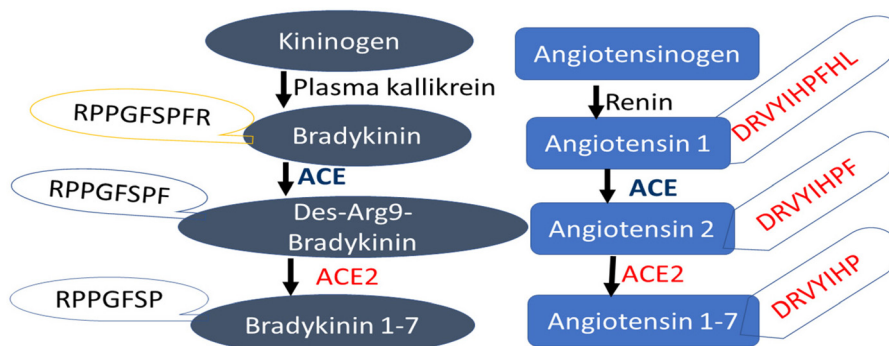 Kininogen
Plasma kallikrein
RPPGFSPFR
Bradykinin
ACE
RPPGFSPF
Des-Arg9-
Bradykinin
ACE2
RPPGFSP
Bradykinin 1-7
Angiotensinogen
Renin
DRVYIHPFHL
Angiotensin 1
ACE
DRVYIHPF
Angiotensin 2
ACE2
DRVYIHP
Angiotensin 1-7